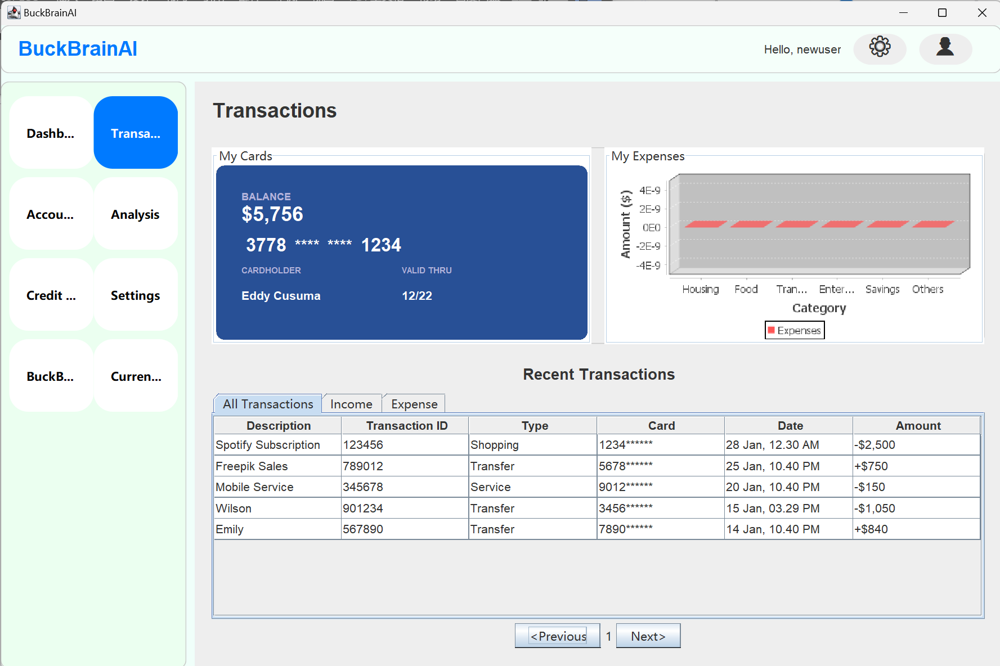 BuckBrainAI
BuckBrainAI
Hello, newuser
Dashb...
Transa...
Accou...
Analysis
Credit ...
Settings
BuckB...
Curren...
Transactions
My Cards
BALANCE
$5,756
3778 **** **** 1234
CARDHOLDER VALID THRU
Eddy Cusuma 12/22
My Expenses
Amount ($)
4E-9
2E-9
0E0
-2E-9
-4E-9
Housing Food Tran... Enter... Savings Others
Category
Expenses
Recent Transactions
All Transactions Income Expense
Description Transaction ID Type Card Date Amount
Spotify Subscription 123456 Shopping 1234****** 28 Jan, 12.30 AM -$2,500
Freepik Sales 789012 Transfer 5678****** 25 Jan, 10.40 PM +$750
Mobile Service 345678 Service 9012****** 20 Jan, 10.40 PM -$150
Wilson 901234 Transfer 3456****** 15 Jan, 03.29 PM -$1,050
Emily 567890 Transfer 7890****** 14 Jan, 10.40 PM +$840
<Previous 1 Next>